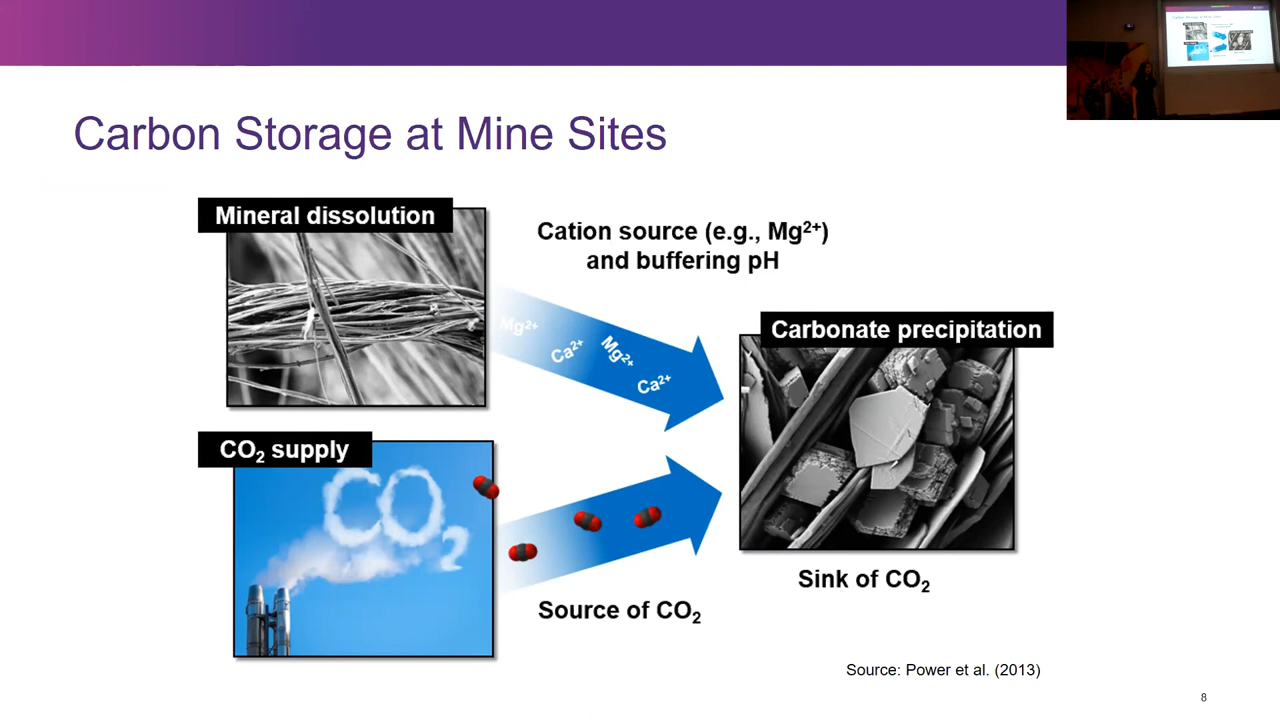 Carbon Storage at Mine Sites
Mineral dissolution
Cation source (e.g., Mg²⁺)
and buffering pH
Mg²⁺
Ca²⁺
Mg²⁺
Ca²⁺
Carbonate precipitation
CO₂ supply
CO₂
Source of CO₂
Sink of CO₂
Source: Power et al. (2013)
8